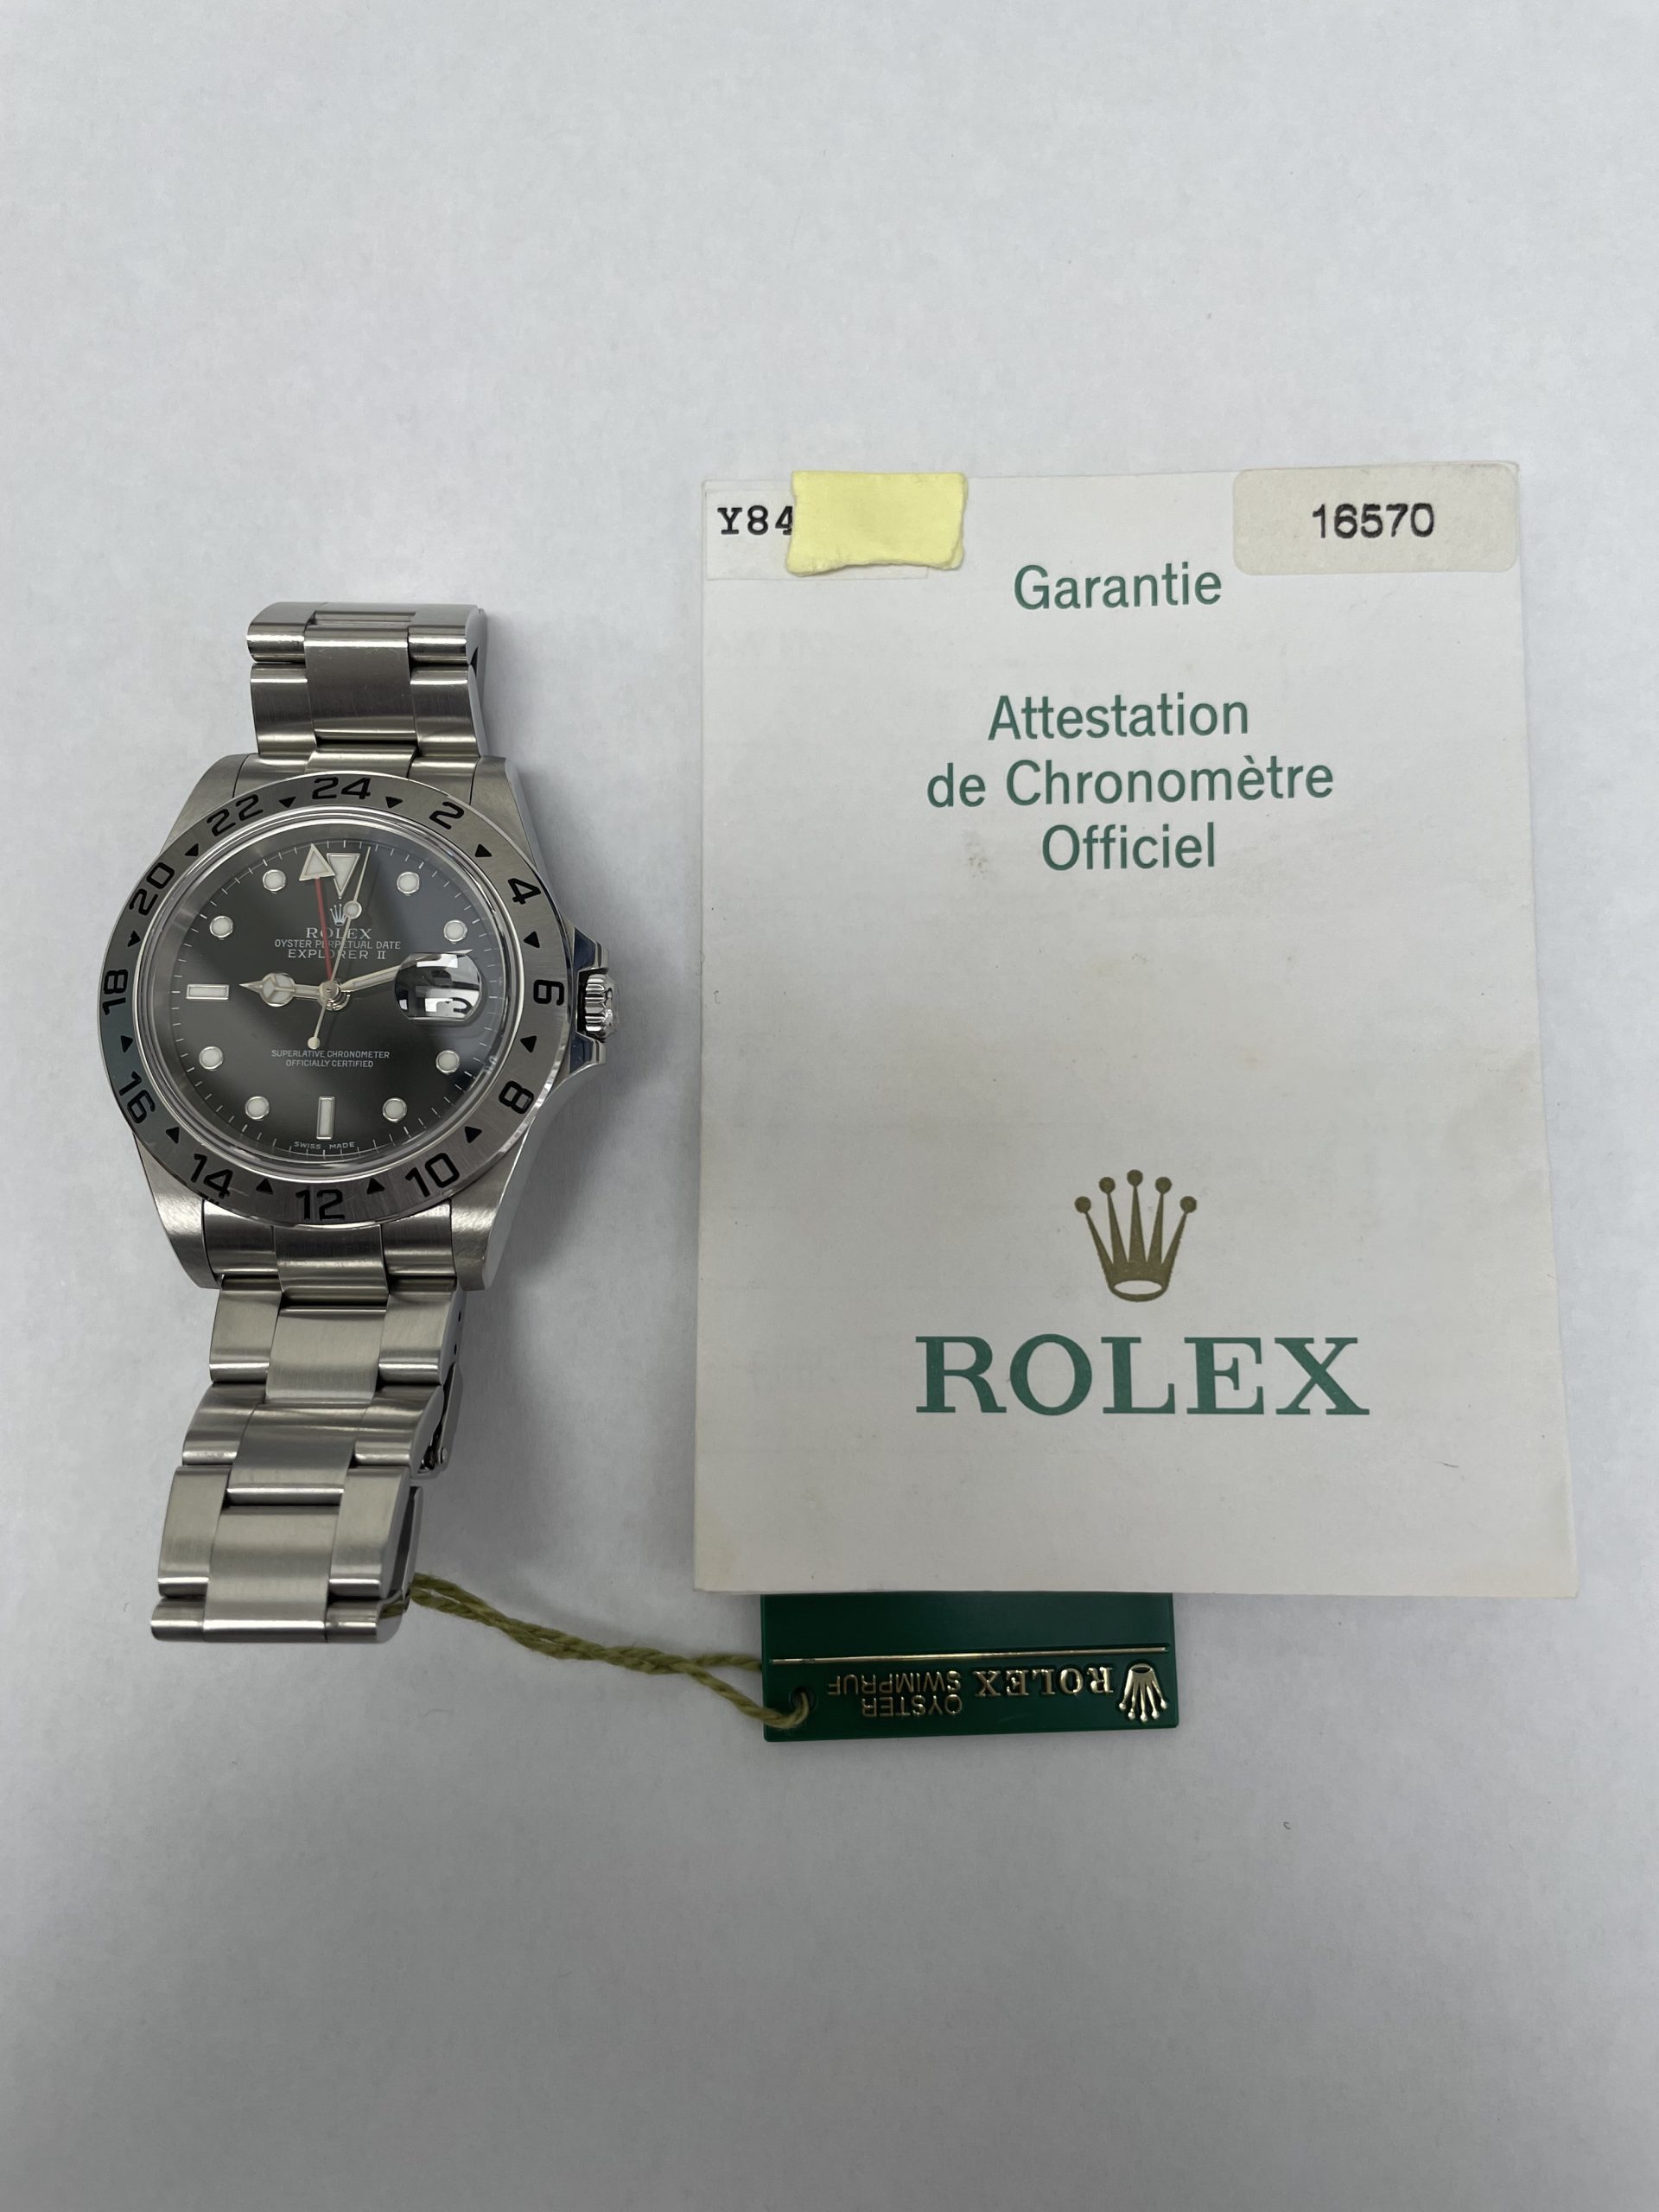 Y84
16570
Garantie
Attestation
de Chronomètre
Officiel
ROLEX
24
2
4
6
8
10
12
14
16
18
20
22
ROLEX
OYSTER PERPETUAL DATE
EXPLORER II
SUPERLATIVE CHRONOMETER
OFFICIALLY CERTIFIED
SWISS MADE
ROLEX
OYSTER
SWIMPRUF